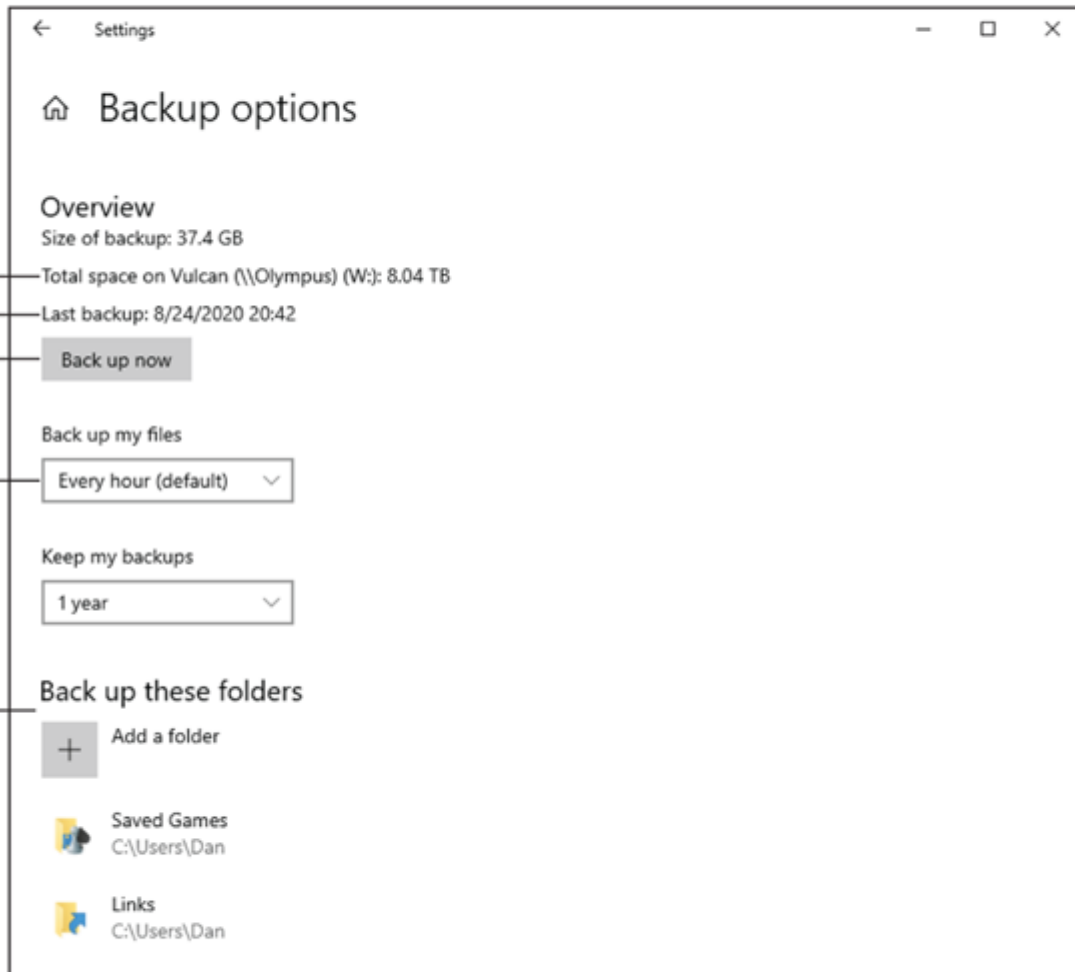 Settings
Backup options
Overview
Size of backup: 37.4 GB
Total space on Vulcan (\\Olympus) (W:): 8.04 TB
Last backup: 8/24/2020 20:42
Back up now
Back up my files
Every hour (default)
Keep my backups
1 year
Back up these folders
Add a folder
Saved Games
C:\Users\Dan
Links
C:\Users\Dan